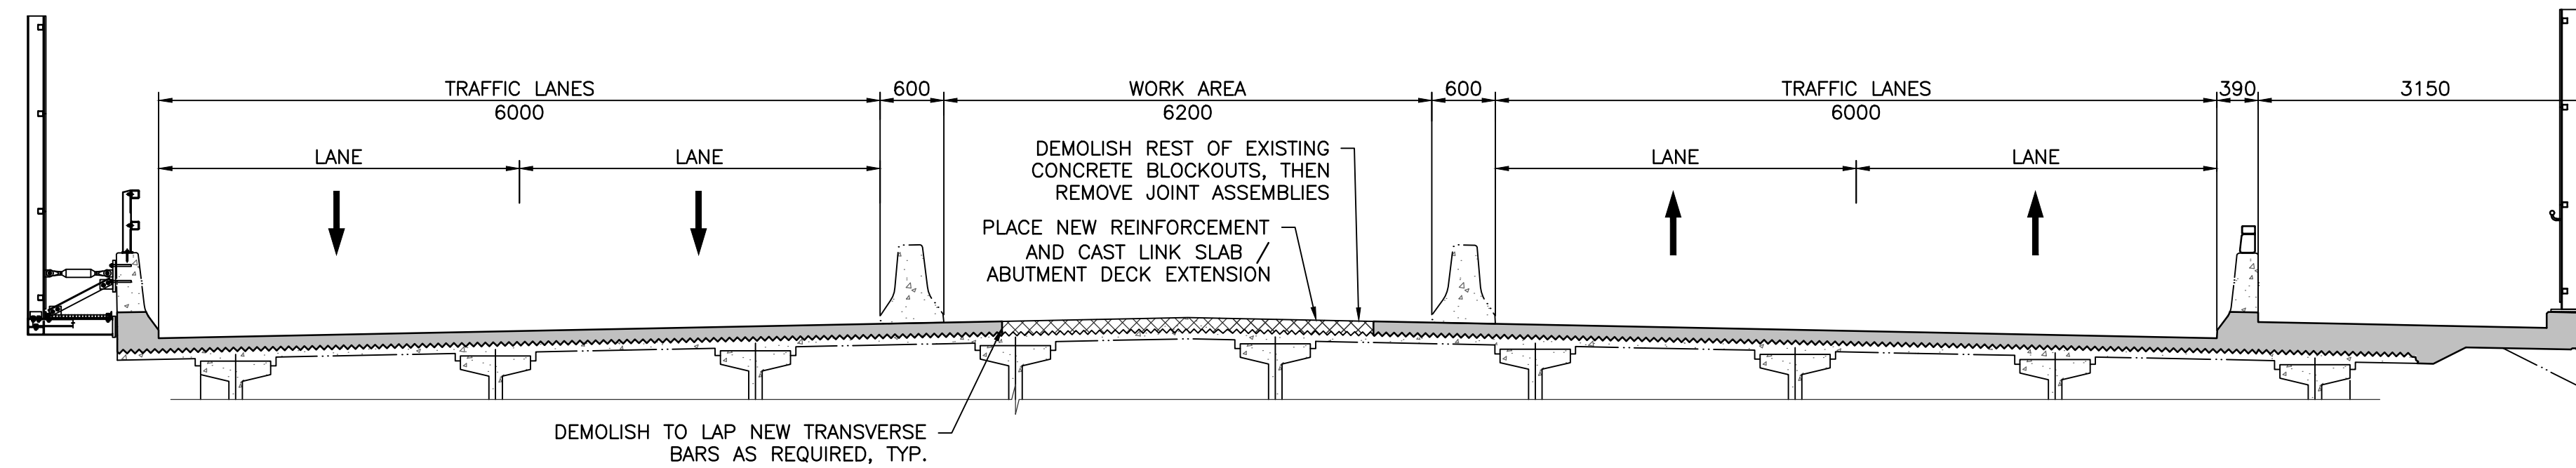 TRAFFIC LANES
6000
600
WORK AREA
6200
600
TRAFFIC LANES
6000
390
3150
LANE
LANE
LANE
LANE
DEMOLISH REST OF EXISTING
CONCRETE BLOCKOUTS, THEN
REMOVE JOINT ASSEMBLIES
PLACE NEW REINFORCEMENT
AND CAST LINK SLAB /
ABUTMENT DECK EXTENSION
DEMOLISH TO LAP NEW TRANSVERSE
BARS AS REQUIRED, TYP.